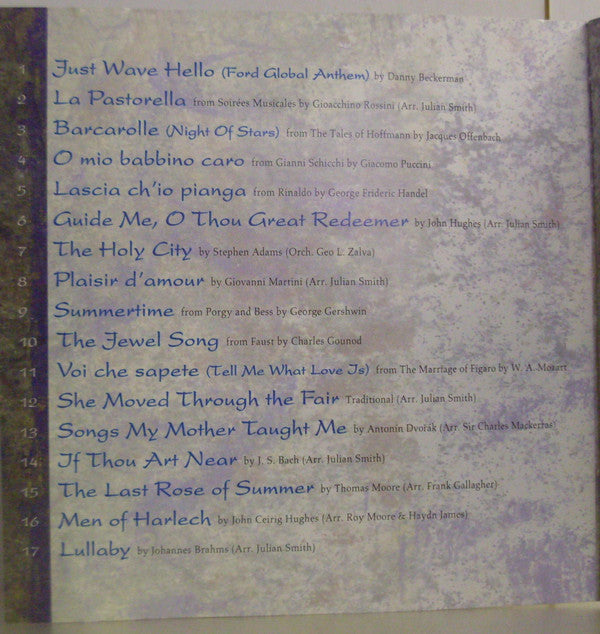 1 Just Wave Hello (Ford Global Anthem) by Danny Beckerman
2 La Pastorella from Soirées Musicales by Gioacchino Rossini (Arr. Julian Smith)
3 Barcarolle (Night Of Stars) from The Tales of Hoffmann by Jacques Offenbach
4 O mio babbino caro from Gianni Schicchi by Giacomo Puccini
5 Lascia ch'io pianga from Rinaldo by George Frideric Handel
6 Guide Me, O Thou Great Redeemer by John Hughes (Arr. Julian Smith)
7 The Holy City by Stephen Adams (Orch. Geo L. Zalva)
8 Plaisir d'amour by Giovanni Martini (Arr. Julian Smith)
9 Summertime from Porgy and Bess by George Gershwin
10 The Jewel Song from Faust by Charles Gounod
11 Voi che sapete (Tell Me What Love Is) from The Marriage of Figaro by W. A. Mozart
12 She Moved Through the Fair Traditional (Arr. Julian Smith)
13 Songs My Mother Taught Me by Antonín Dvořák (Arr. Sir Charles Mackerras)
14 If Thou Art Near by J. S. Bach (Arr. Julian Smith)
15 The Last Rose of Summer by Thomas Moore (Arr. Frank Gallagher)
16 Men of Harlech by John Ceirig Hughes (Arr. Roy Moore & Haydn James)
17 Lullaby by Johannes Brahms (Arr. Julian Smith)